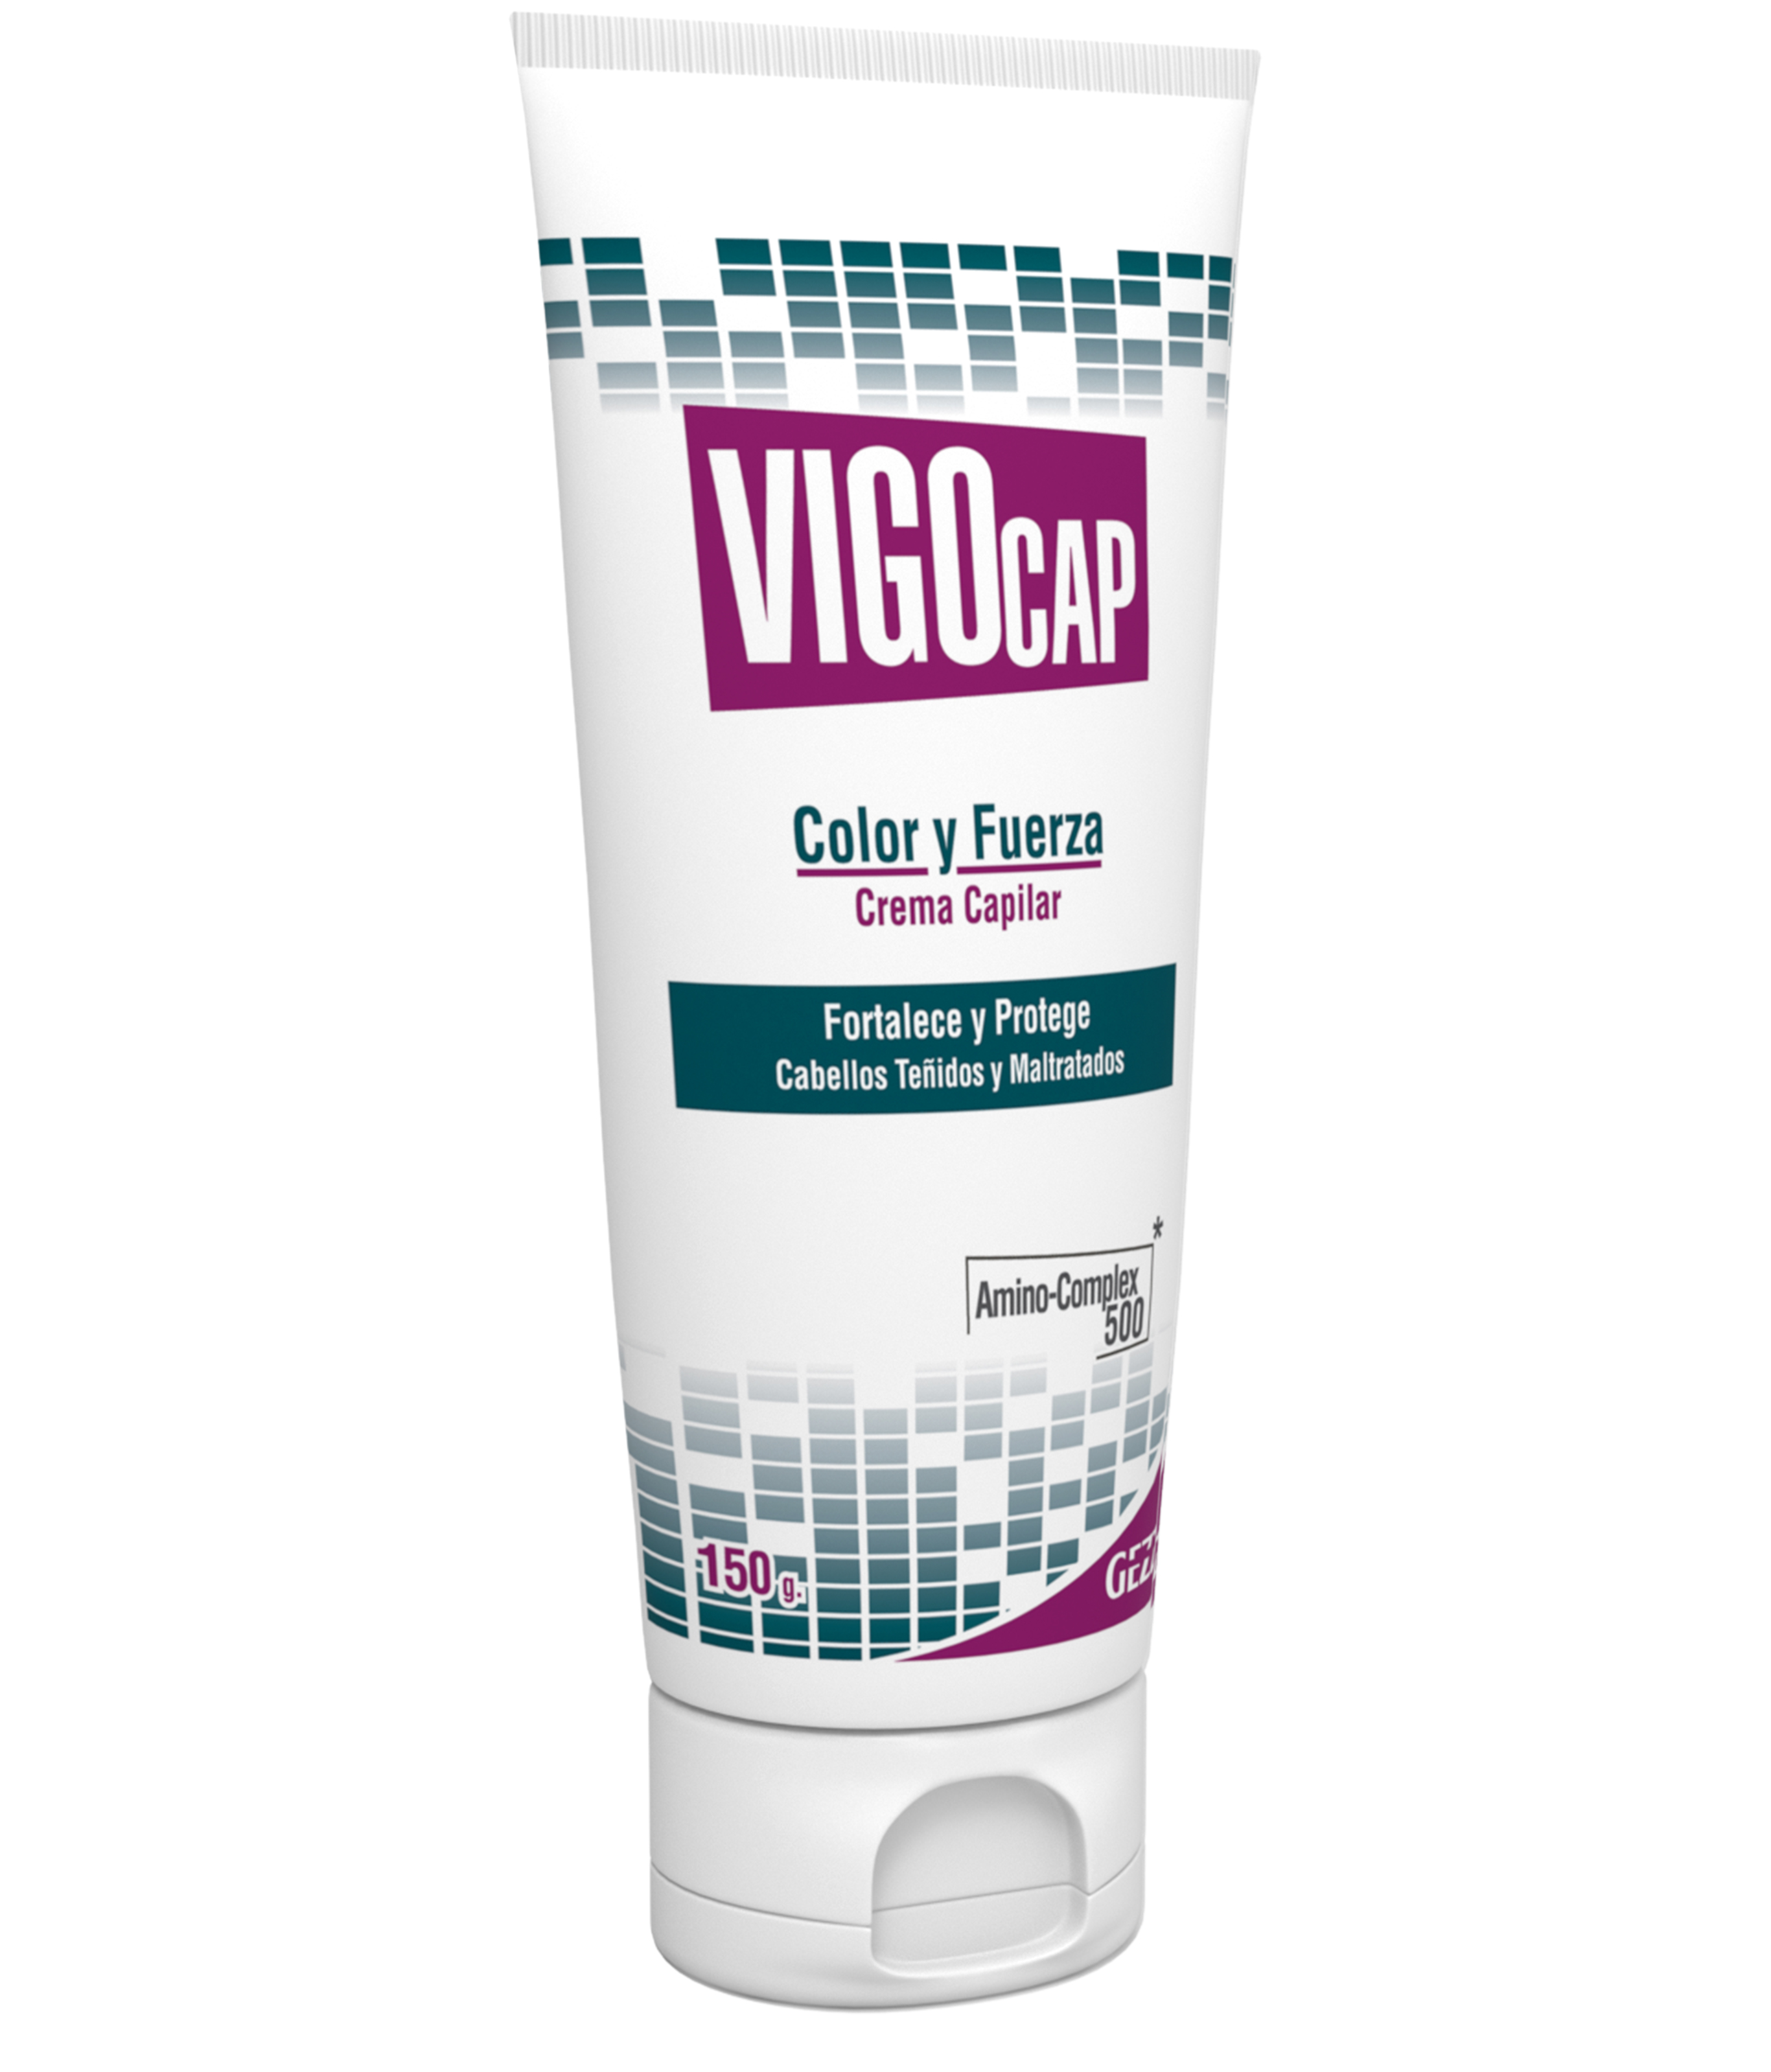 VIGOCAP
Color y Fuerza
Crema Capilar
Fortalece y Protege
Cabellos Teñidos y Maltratados
*
Amino-Complex
500
150 g.